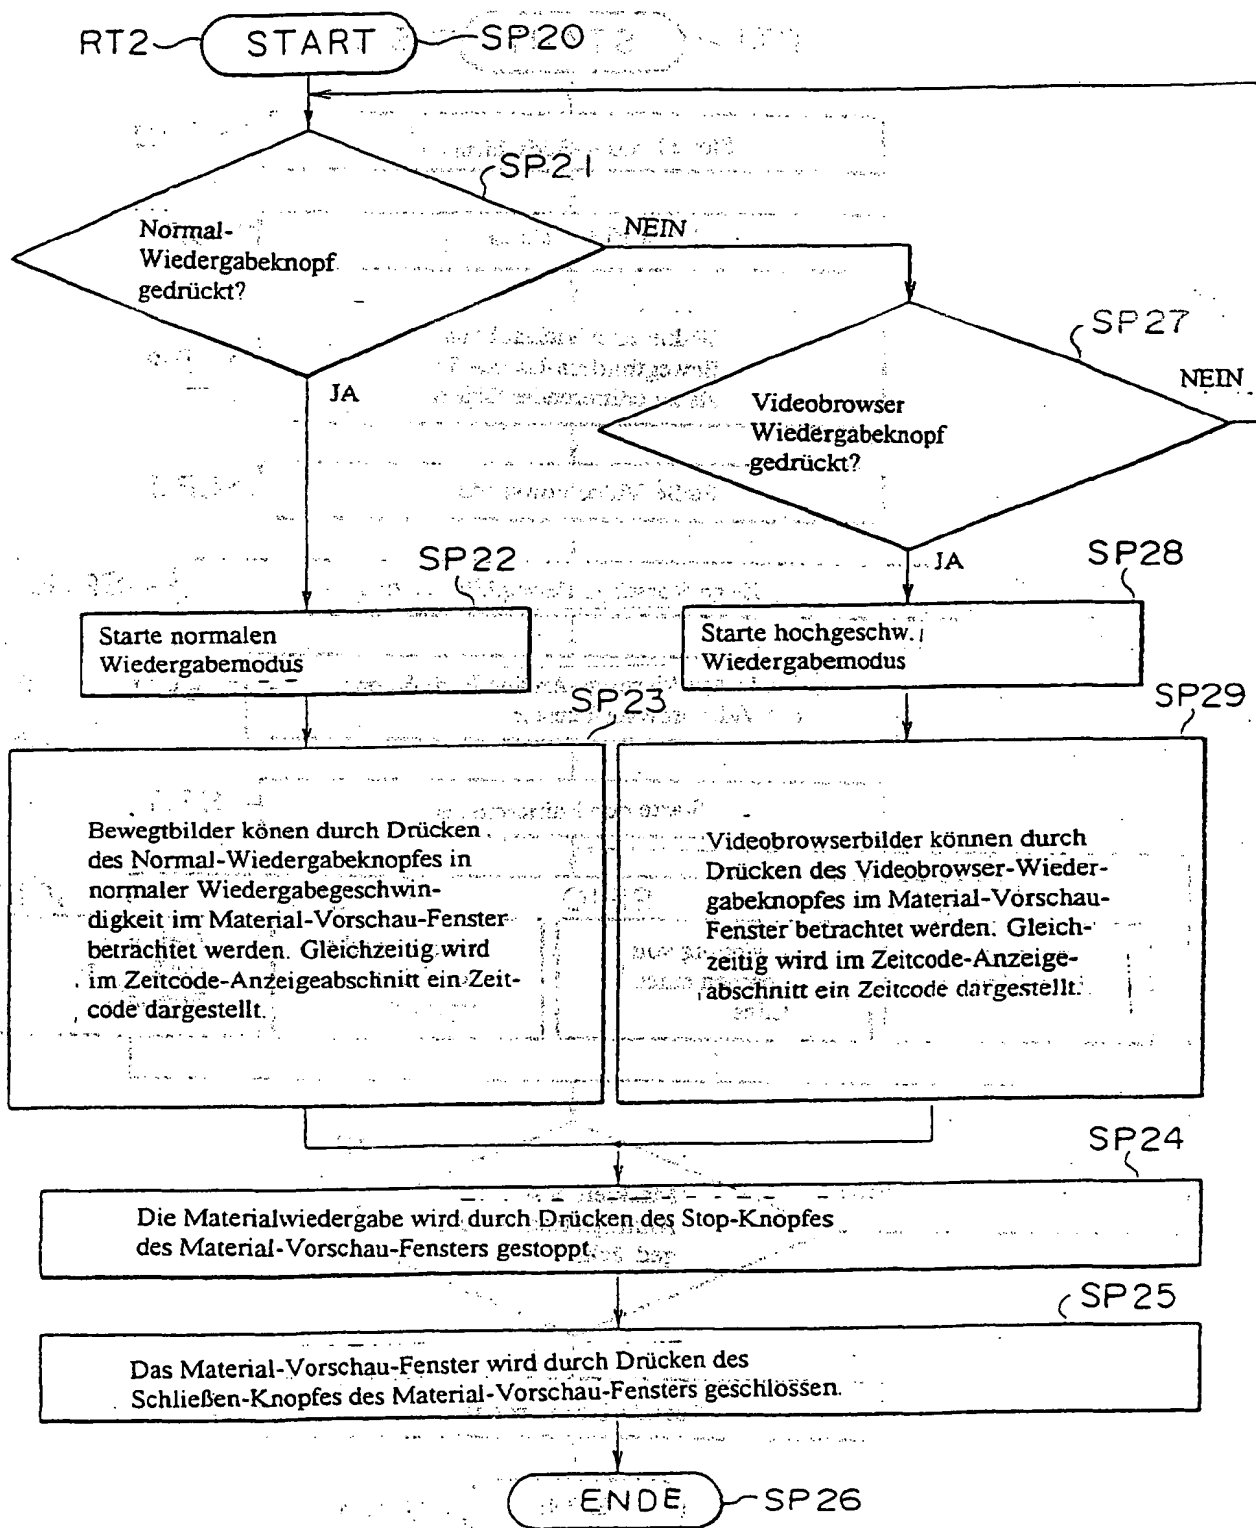 RT2
START
SP20
SP21
Normal-
Wiedergabeknopf
gedrückt?
NEIN
JA
SP27
Videobrowser
Wiedergabeknopf
gedrückt?
NEIN
JA
SP22
Starte normalen
Wiedergabemodus
SP28
Starte hochgeschw.
Wiedergabemodus
SP23
Bewegtbilder könen durch Drücken
des Normal-Wiedergabeknopfes in
normaler Wiedergabegeschwin-
digkeit im Material-Vorschau-Fenster
betrachtet werden. Gleichzeitig wird
im Zeitcode-Anzeigeabschnitt ein Zeit-
code dargestellt.
SP29
Videobrowserbilder können durch
Drücken des Videobrowser-Wieder-
gabeknopfes im Material-Vorschau-
Fenster betrachtet werden. Gleich-
zeitig wird im Zeitcode-Anzeige-
abschnitt ein Zeitcode dargestellt.
SP24
Die Materialwiedergabe wird durch Drücken des Stop-Knopfes
des Material-Vorschau-Fensters gestoppt.
SP25
Das Material-Vorschau-Fenster wird durch Drücken des
Schließen-Knopfes des Material-Vorschau-Fensters geschlossen.
ENDE
SP26